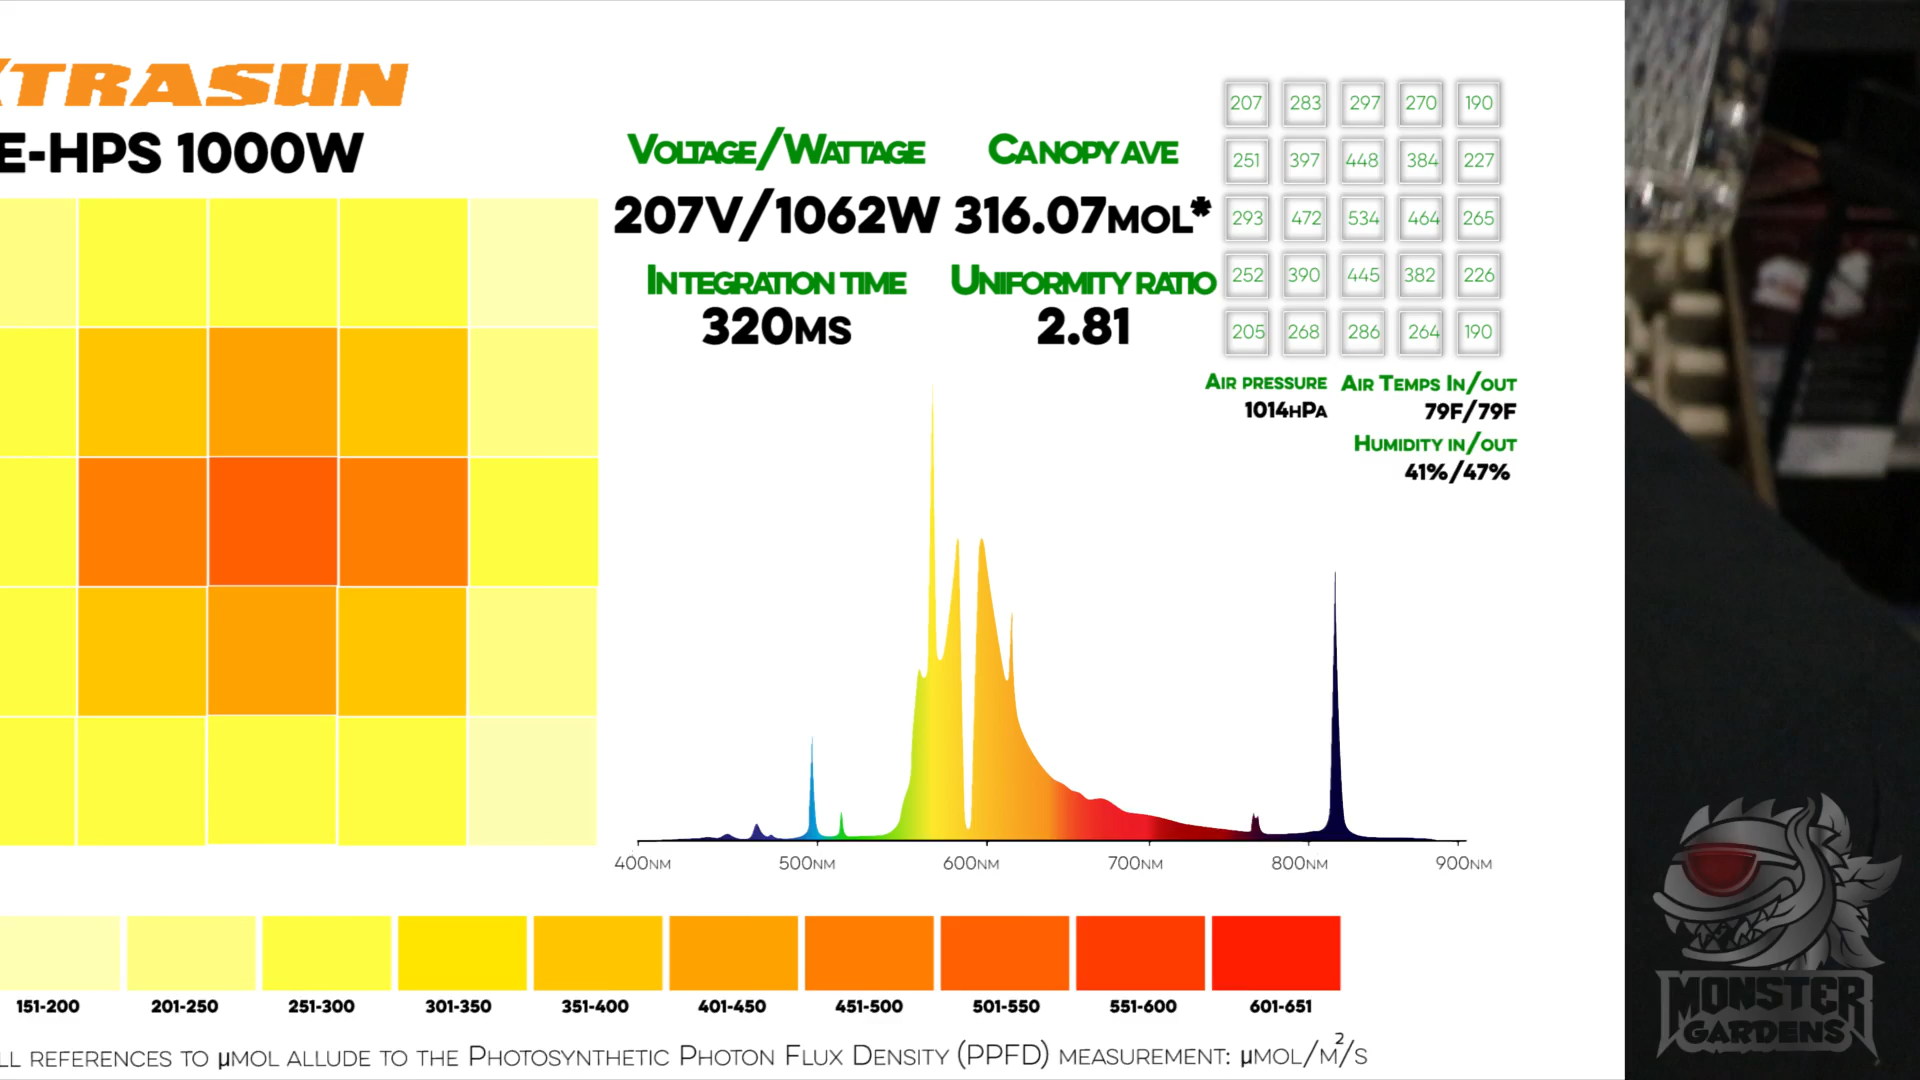 XTRASUN
E-HPS 1000W
VOLTAGE/WATTAGE
207V/1062W
CANOPY AVE
316.07MOL*
INTEGRATION TIME
320MS
UNIFORMITY RATIO
2.81
207 283 297 270 190
251 397 448 384 227
293 472 534 464 265
252 390 445 382 226
205 268 286 264 190
AIR PRESSURE
1014HPA
AIR TEMPS IN/OUT
79F/79F
HUMIDITY IN/OUT
41%/47%
400NM 500NM 600NM 700NM 800NM 900NM
151-200 201-250 251-300 301-350 351-400 401-450 451-500 501-550 551-600 601-651
LL REFERENCES TO µMOL ALLUDE TO THE PHOTOSYNTHETIC PHOTON FLUX DENSITY (PPFD) MEASUREMENT: µMOL/M²/S
MONSTER
GARDENS